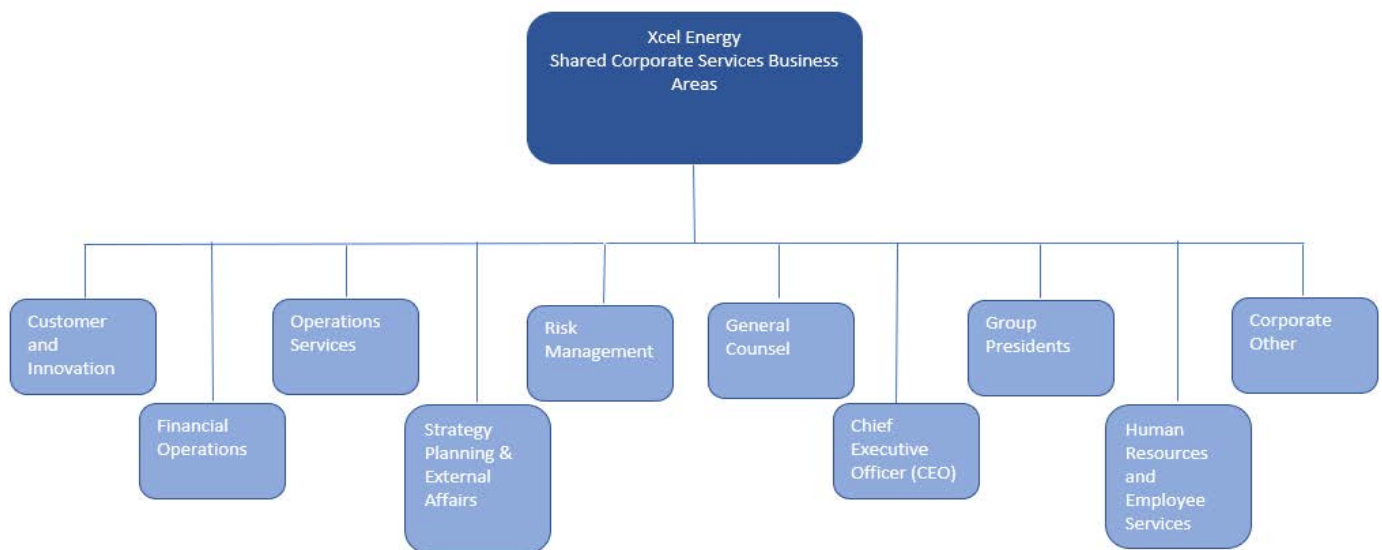 Xcel Energy
Shared Corporate Services Business
Areas
Customer
and
Innovation
Operations
Services
Risk
Management
General
Counsel
Group
Presidents
Corporate
Other
Financial
Operations
Strategy
Planning &
External
Affairs
Chief
Executive
Officer (CEO)
Human
Resources
and
Employee
Services